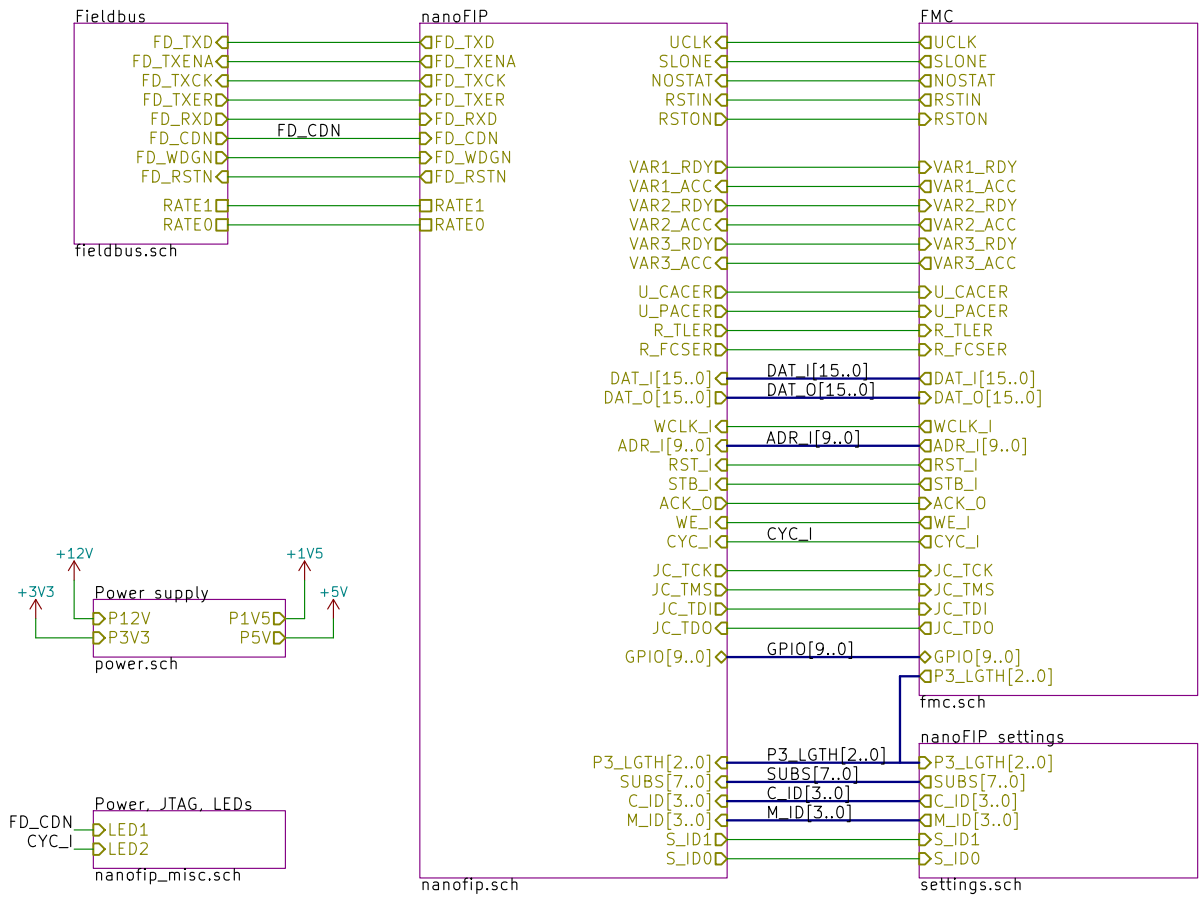 Fieldbus
FD_TXD
FD_TXENA
FD_TXCK
FD_TXER
FD_RXD
FD_CDN
FD_WDGN
FD_RSTN
RATE1
RATE0
fieldbus.sch
FD_CDN
nanoFIP
FD_TXD
FD_TXENA
FD_TXCK
FD_TXER
FD_RXD
FD_CDN
FD_WDGN
FD_RSTN
RATE1
RATE0
UCLK
SLONE
NOSTAT
RSTIN
RSTON
VAR1_RDY
VAR1_ACC
VAR2_RDY
VAR2_ACC
VAR3_RDY
VAR3_ACC
U_CACER
U_PACER
R_TLER
R_FCSER
DAT_I[15..0]
DAT_O[15..0]
WCLK_I
ADR_I[9..0]
RST_I
STB_I
ACK_O
WE_I
CYC_I
JC_TCK
JC_TMS
JC_TDI
JC_TDO
GPIO[9..0]
P3_LGTH[2..0]
SUBS[7..0]
C_ID[3..0]
M_ID[3..0]
S_ID1
S_ID0
nanofip.sch
DAT_I[15..0]
DAT_O[15..0]
ADR_I[9..0]
CYC_I
GPIO[9..0]
P3_LGTH[2..0]
SUBS[7..0]
C_ID[3..0]
M_ID[3..0]
FMC
UCLK
SLONE
NOSTAT
RSTIN
RSTON
VAR1_RDY
VAR1_ACC
VAR2_RDY
VAR2_ACC
VAR3_RDY
VAR3_ACC
U_CACER
U_PACER
R_TLER
R_FCSER
DAT_I[15..0]
DAT_O[15..0]
WCLK_I
ADR_I[9..0]
RST_I
STB_I
ACK_O
WE_I
CYC_I
JC_TCK
JC_TMS
JC_TDI
JC_TDO
GPIO[9..0]
P3_LGTH[2..0]
fmc.sch
nanoFIP settings
P3_LGTH[2..0]
SUBS[7..0]
C_ID[3..0]
M_ID[3..0]
S_ID1
S_ID0
settings.sch
+12V
+1V5
+3V3
+5V
Power supply
P12V
P1V5
P3V3
P5V
power.sch
Power, JTAG, LEDs
FD_CDN
LED1
CYC_I
LED2
nanofip_misc.sch